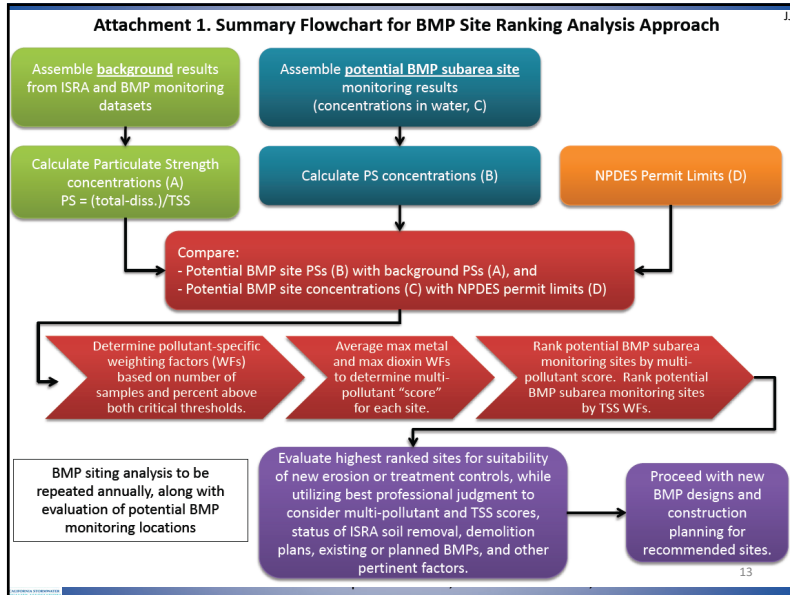 Attachment 1. Summary Flowchart for BMP Site Ranking Analysis Approach
J.
Assemble background results
from ISRA and BMP monitoring
datasets
Assemble potential BMP subarea site
monitoring results
(concentrations in water, C)
Calculate Particulate Strength
concentrations (A)
PS = (total-diss.)/TSS
Calculate PS concentrations (B)
NPDES Permit Limits (D)
Compare:
- Potential BMP site PSs (B) with background PSs (A), and
- Potential BMP site concentrations (C) with NPDES permit limits (D)
Determine pollutant-specific
weighting factors (WFs)
based on number of
samples and percent above
both critical thresholds.
Average max metal
and max dioxin WFs
to determine multi-
pollutant “score”
for each site.
Rank potential BMP subarea
monitoring sites by multi-
pollutant score. Rank potential
BMP subarea monitoring sites
by TSS WFs.
BMP siting analysis to be
repeated annually, along with
evaluation of potential BMP
monitoring locations
Evaluate highest ranked sites for suitability
of new erosion or treatment controls, while
utilizing best professional judgment to
consider multi-pollutant and TSS scores,
status of ISRA soil removal, demolition
plans, existing or planned BMPs, and other
pertinent factors.
Proceed with new
BMP designs and
construction
planning for
recommended sites.
13
CALIFORNIA STORMWATER